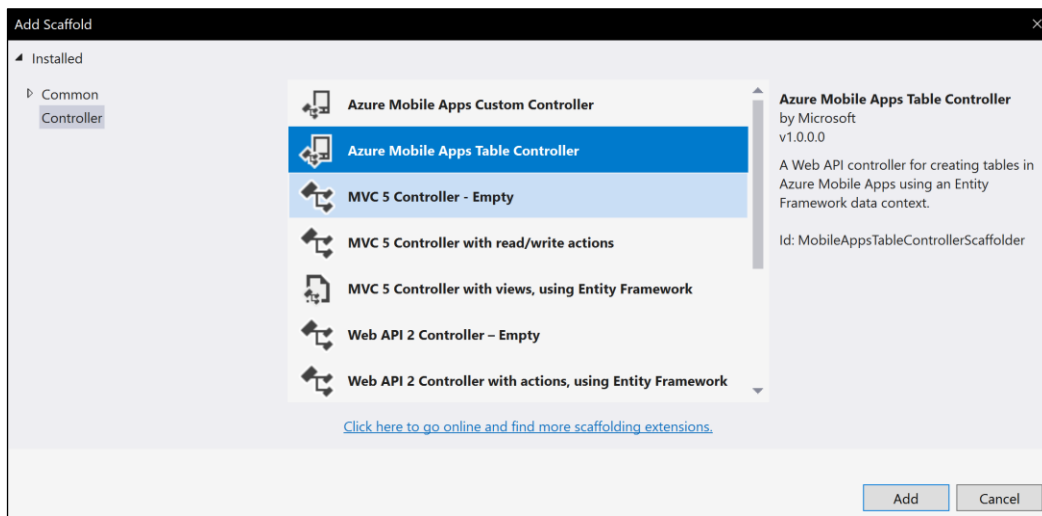 Add Scaffold
Installed
Common
Controller
Azure Mobile Apps Custom Controller
Azure Mobile Apps Table Controller
MVC 5 Controller - Empty
MVC 5 Controller with read/write actions
MVC 5 Controller with views, using Entity Framework
Web API 2 Controller – Empty
Web API 2 Controller with actions, using Entity Framework
Click here to go online and find more scaffolding extensions.
Azure Mobile Apps Table Controller
by Microsoft
v1.0.0.0
A Web API controller for creating tables in
Azure Mobile Apps using an Entity
Framework data context.
Id: MobileAppsTableControllerScaffolder
Add
Cancel